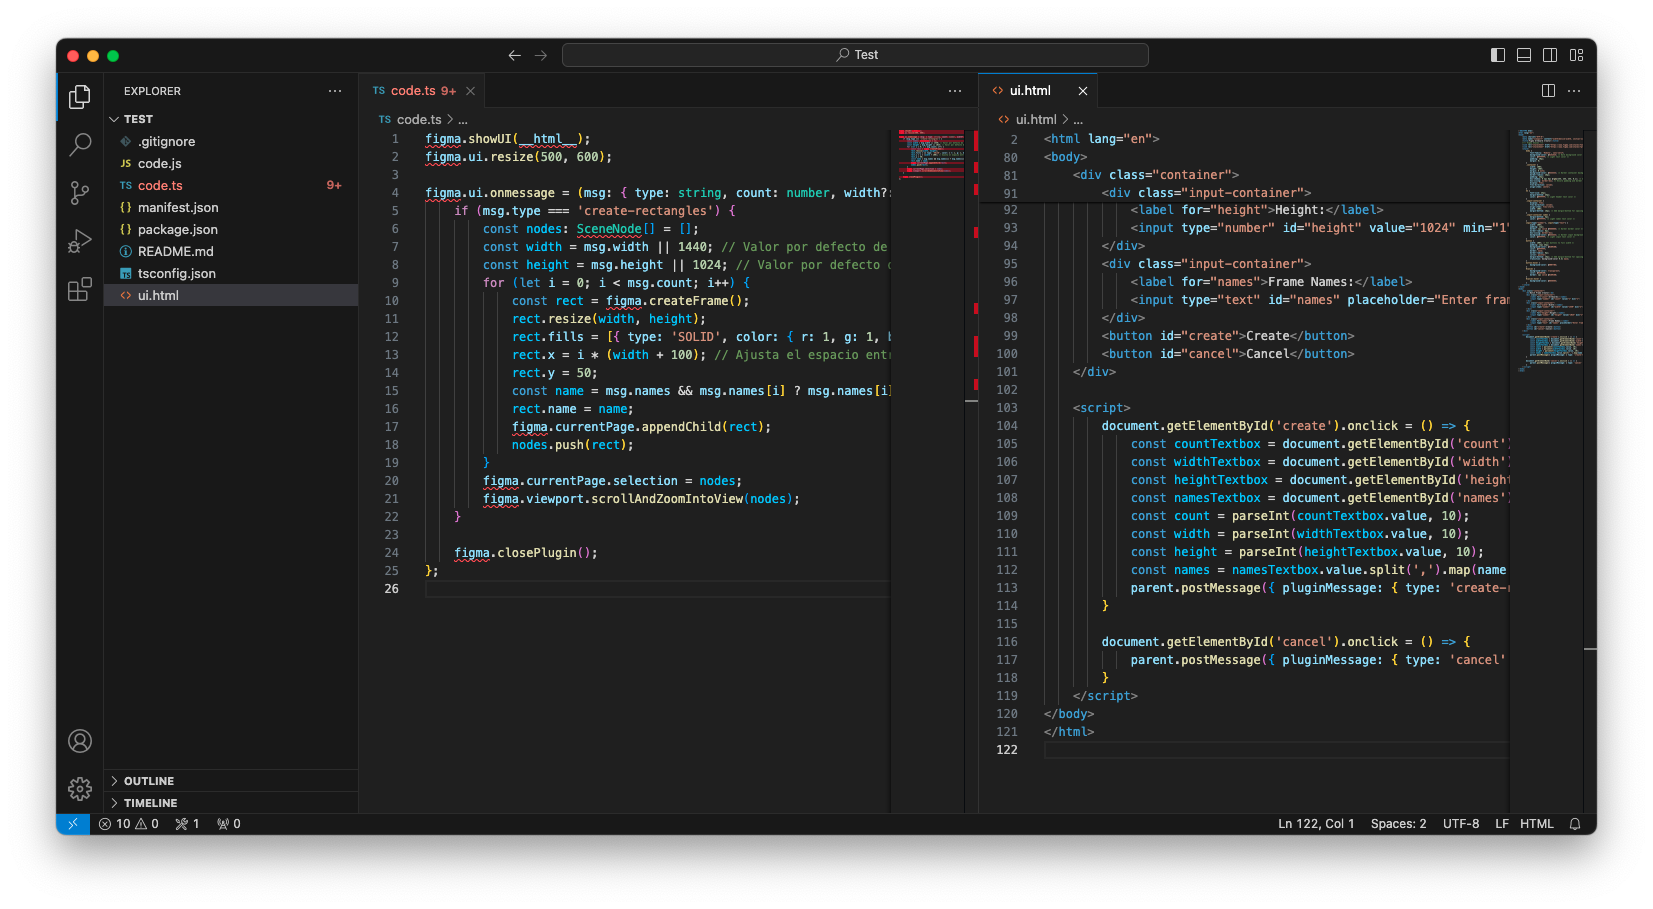 Test
EXPLORER
TEST
.gitignore
JS code.js
TS code.ts 9+
{} manifest.json
{} package.json
README.md
tsconfig.json
<> ui.html
OUTLINE
TIMELINE
TS code.ts 9+
TS code.ts > ...
1 figma.showUI(__html__);
2 figma.ui.resize(500, 600);
3
4 figma.ui.onmessage = (msg: { type: string, count: number, width?:
5 if (msg.type === 'create-rectangles') {
6 const nodes: SceneNode[] = [];
7 const width = msg.width || 1440; // Valor por defecto de
8 const height = msg.height || 1024; // Valor por defecto
9 for (let i = 0; i < msg.count; i++) {
10 const rect = figma.createFrame();
11 rect.resize(width, height);
12 rect.fills = [{ type: 'SOLID', color: { r: 1, g: 1,
13 rect.x = i * (width + 100); // Ajusta el espacio entr
14 rect.y = 50;
15 const name = msg.names && msg.names[i] ? msg.names[i]
16 rect.name = name;
17 figma.currentPage.appendChild(rect);
18 nodes.push(rect);
19 }
20 figma.currentPage.selection = nodes;
21 figma.viewport.scrollAndZoomIntoView(nodes);
22 }
23
24 figma.closePlugin();
25 };
26
<> ui.html
<> ui.html > ...
2 <html lang="en">
80 <body>
81 <div class="container">
91 <div class="input-container">
92 <label for="height">Height:</label>
93 <input type="number" id="height" value="1024" min="1"
94 </div>
95 <div class="input-container">
96 <label for="names">Frame Names:</label>
97 <input type="text" id="names" placeholder="Enter fram
98 </div>
99 <button id="create">Create</button>
100 <button id="cancel">Cancel</button>
101 </div>
102
103 <script>
104 document.getElementById('create').onclick = () => {
105 const countTextbox = document.getElementById('count')
106 const widthTextbox = document.getElementById('width')
107 const heightTextbox = document.getElementById('height
108 const namesTextbox = document.getElementById('names')
109 const count = parseInt(countTextbox.value, 10);
110 const width = parseInt(widthTextbox.value, 10);
111 const height = parseInt(heightTextbox.value, 10);
112 const names = namesTextbox.value.split(',').map(name
113 parent.postMessage({ pluginMessage: { type: 'create-r
114 }
115
116 document.getElementById('cancel').onclick = () => {
117 parent.postMessage({ pluginMessage: { type: 'cancel'
118 }
119 </script>
120 </body>
121 </html>
122
10 0 1 0
Ln 122, Col 1 Spaces: 2 UTF-8 LF HTML